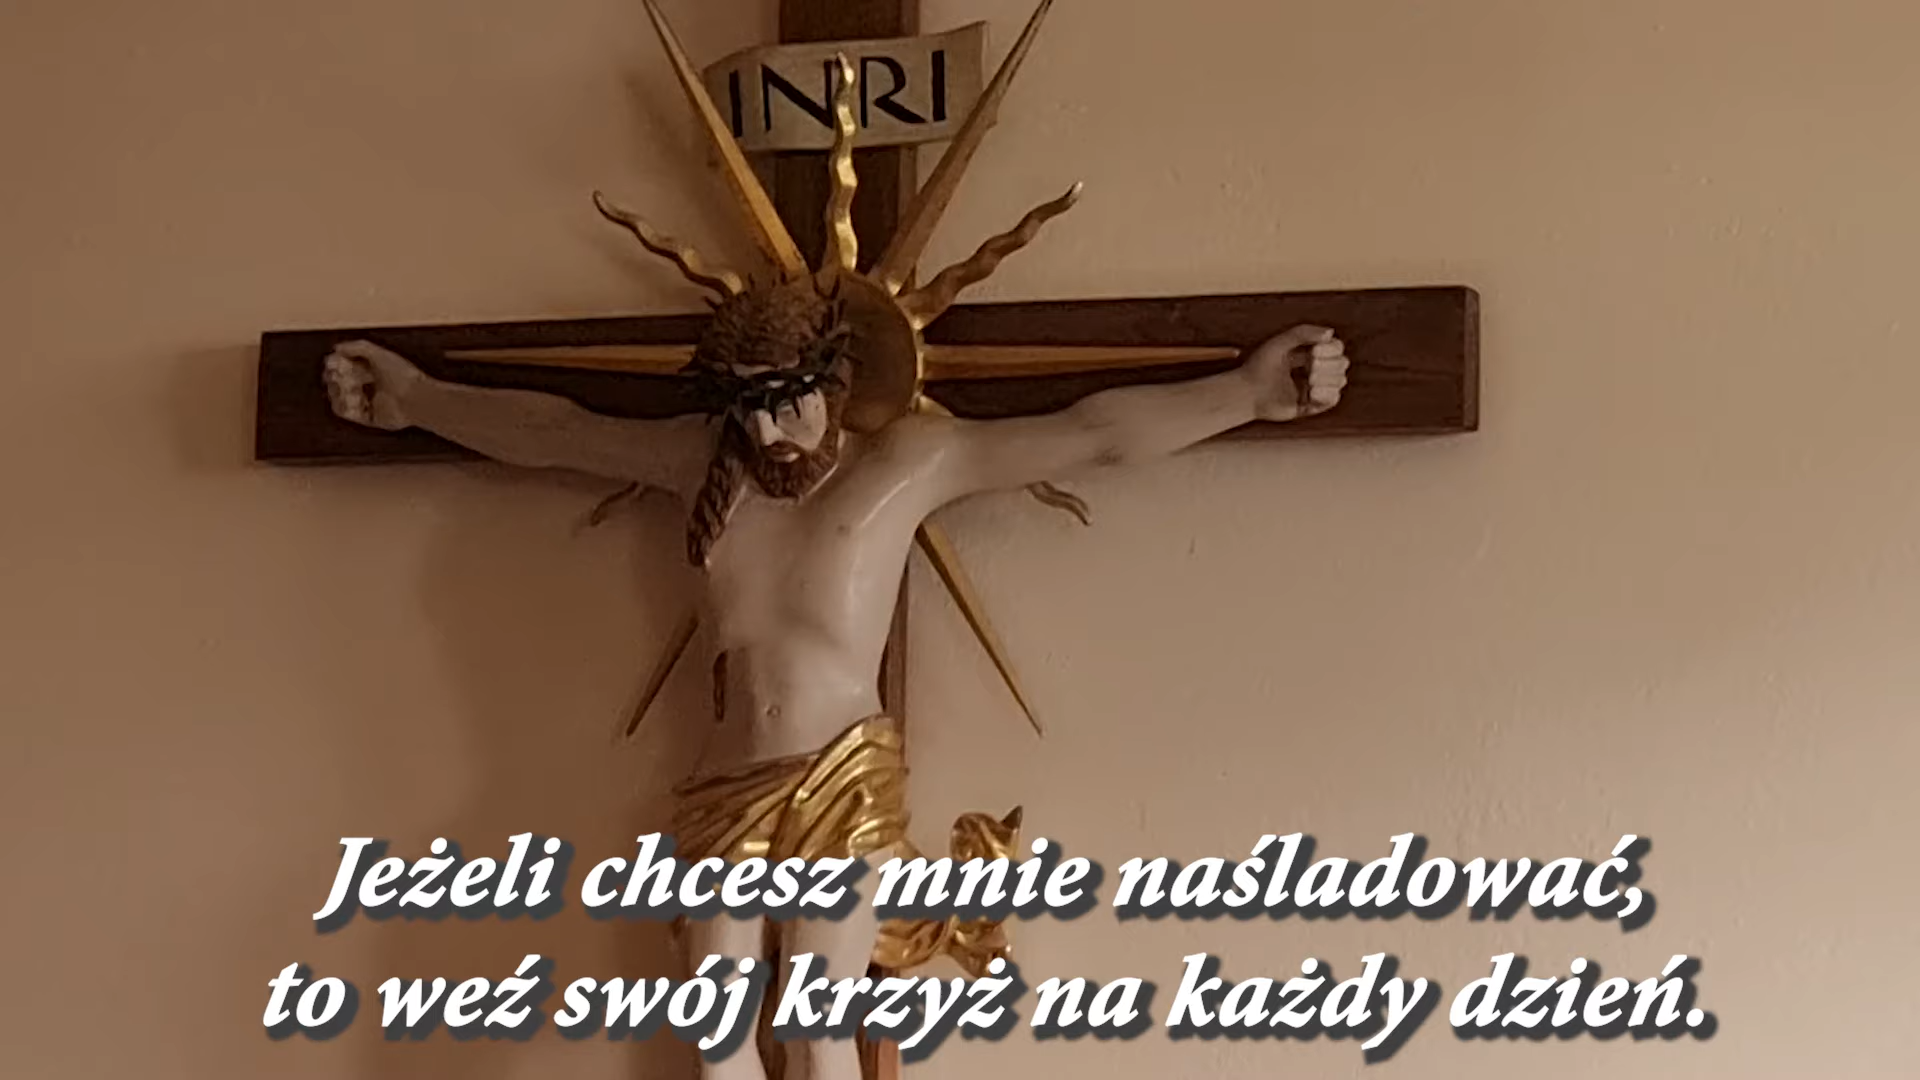 INRI
Jeżeli chcesz mnie naśladować,
to weź swój krzyż na każdy dzień.